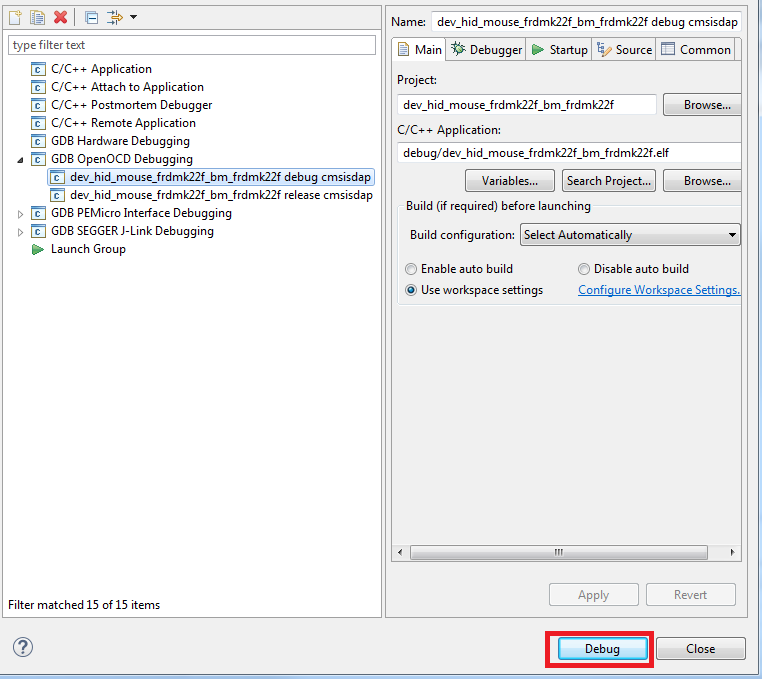 type filter text
C/C++ Application
C/C++ Attach to Application
C/C++ Postmortem Debugger
C/C++ Remote Application
GDB Hardware Debugging
GDB OpenOCD Debugging
dev_hid_mouse_frdmk22f_bm_frdmk22f debug cmsisdap
dev_hid_mouse_frdmk22f_bm_frdmk22f release cmsisdap
GDB PEMicro Interface Debugging
GDB SEGGER J-Link Debugging
Launch Group
Filter matched 15 of 15 items
Name: dev_hid_mouse_frdmk22f_bm_frdmk22f debug cmsisdap
Main Debugger Startup Source Common
Project:
dev_hid_mouse_frdmk22f_bm_frdmk22f Browse...
C/C++ Application:
debug/dev_hid_mouse_frdmk22f_bm_frdmk22f.elf
Variables... Search Project... Browse...
Build (if required) before launching
Build configuration: Select Automatically
Enable auto build Disable auto build
Use workspace settings Configure Workspace Settings.
Apply Revert
? Debug Close